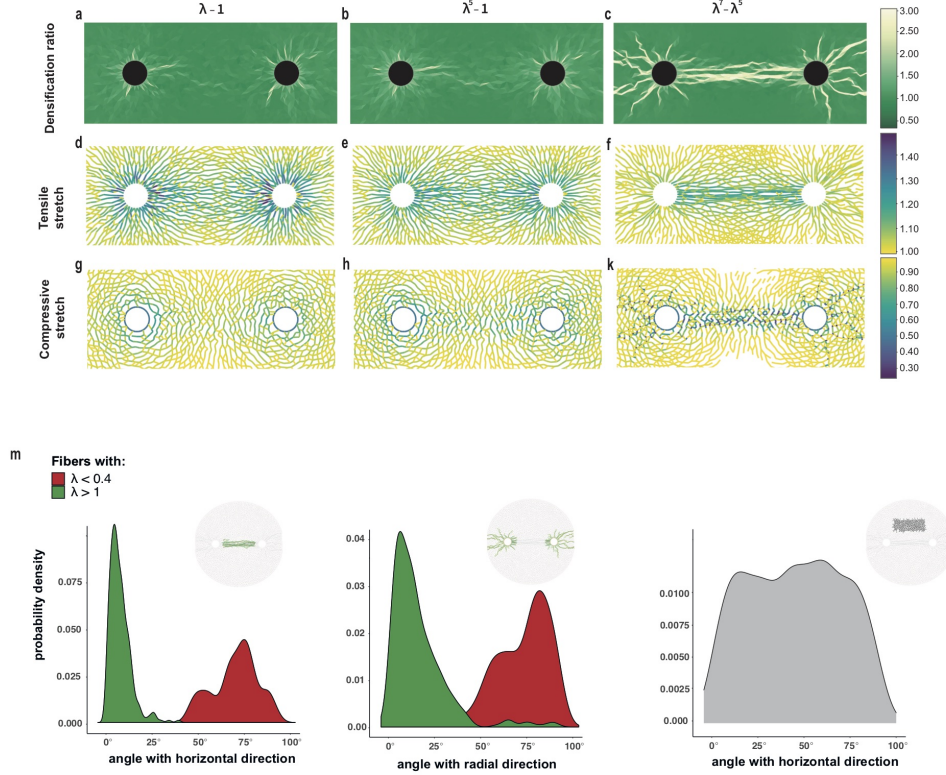 λ - 1
λ⁵ - 1
λ⁷ - λ⁵
a
b
c
Densification ratio
3.00
2.50
2.00
1.50
1.00
0.50
d
e
f
Tensile
stretch
1.40
1.30
1.20
1.10
1.00
g
h
k
Compressive
stretch
0.90
0.80
0.70
0.60
0.50
0.40
0.30
m
Fibers with:
λ < 0.4
λ > 1
probability density
0.075
0.050
0.025
0.000
0°
25°
50°
75°
100°
angle with horizontal direction
0.04
0.03
0.02
0.01
0.00
0°
25°
50°
75°
100°
angle with radial direction
0.0100
0.0075
0.0050
0.0025
0.000
0°
25°
50°
75°
100°
angle with horizontal direction